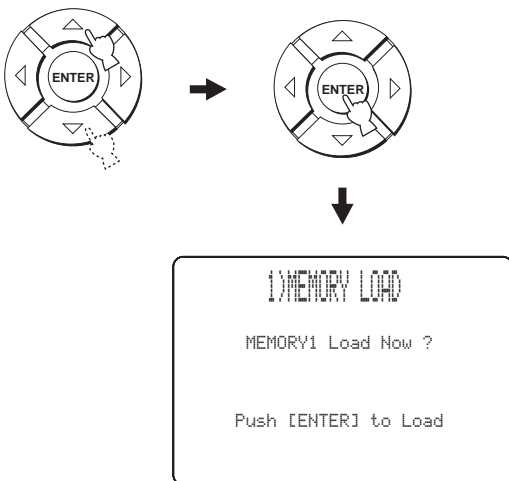 ENTER
ENTER
1)MEMORY LOAD
MEMORY1 Load Now ?
Push [ENTER] to Load